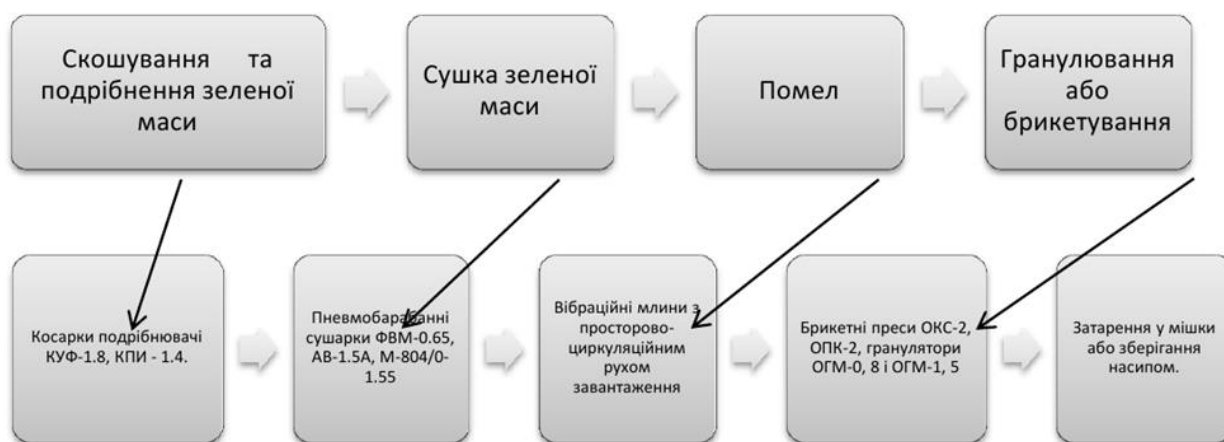 Скошування та
подрібнення зеленої
маси
Сушка зеленої
маси
Помел
Гранулювання
або
брикетування
Косарки подрібнювачі
КУФ-1.8, КПИ - 1.4.
Пневмобарабанні
сушарки ФВМ-0.65,
АВ-1.5А, М-804/0-
1.55
Вібраційні млини з
просторово-
циркуляційним
рухом
завантаження
Брикетні преси ОКС-2,
ОПК-2, гранулятори
ОГМ-0, 8 і ОГМ-1, 5
Затарення у мішки
або зберігання
насипом.